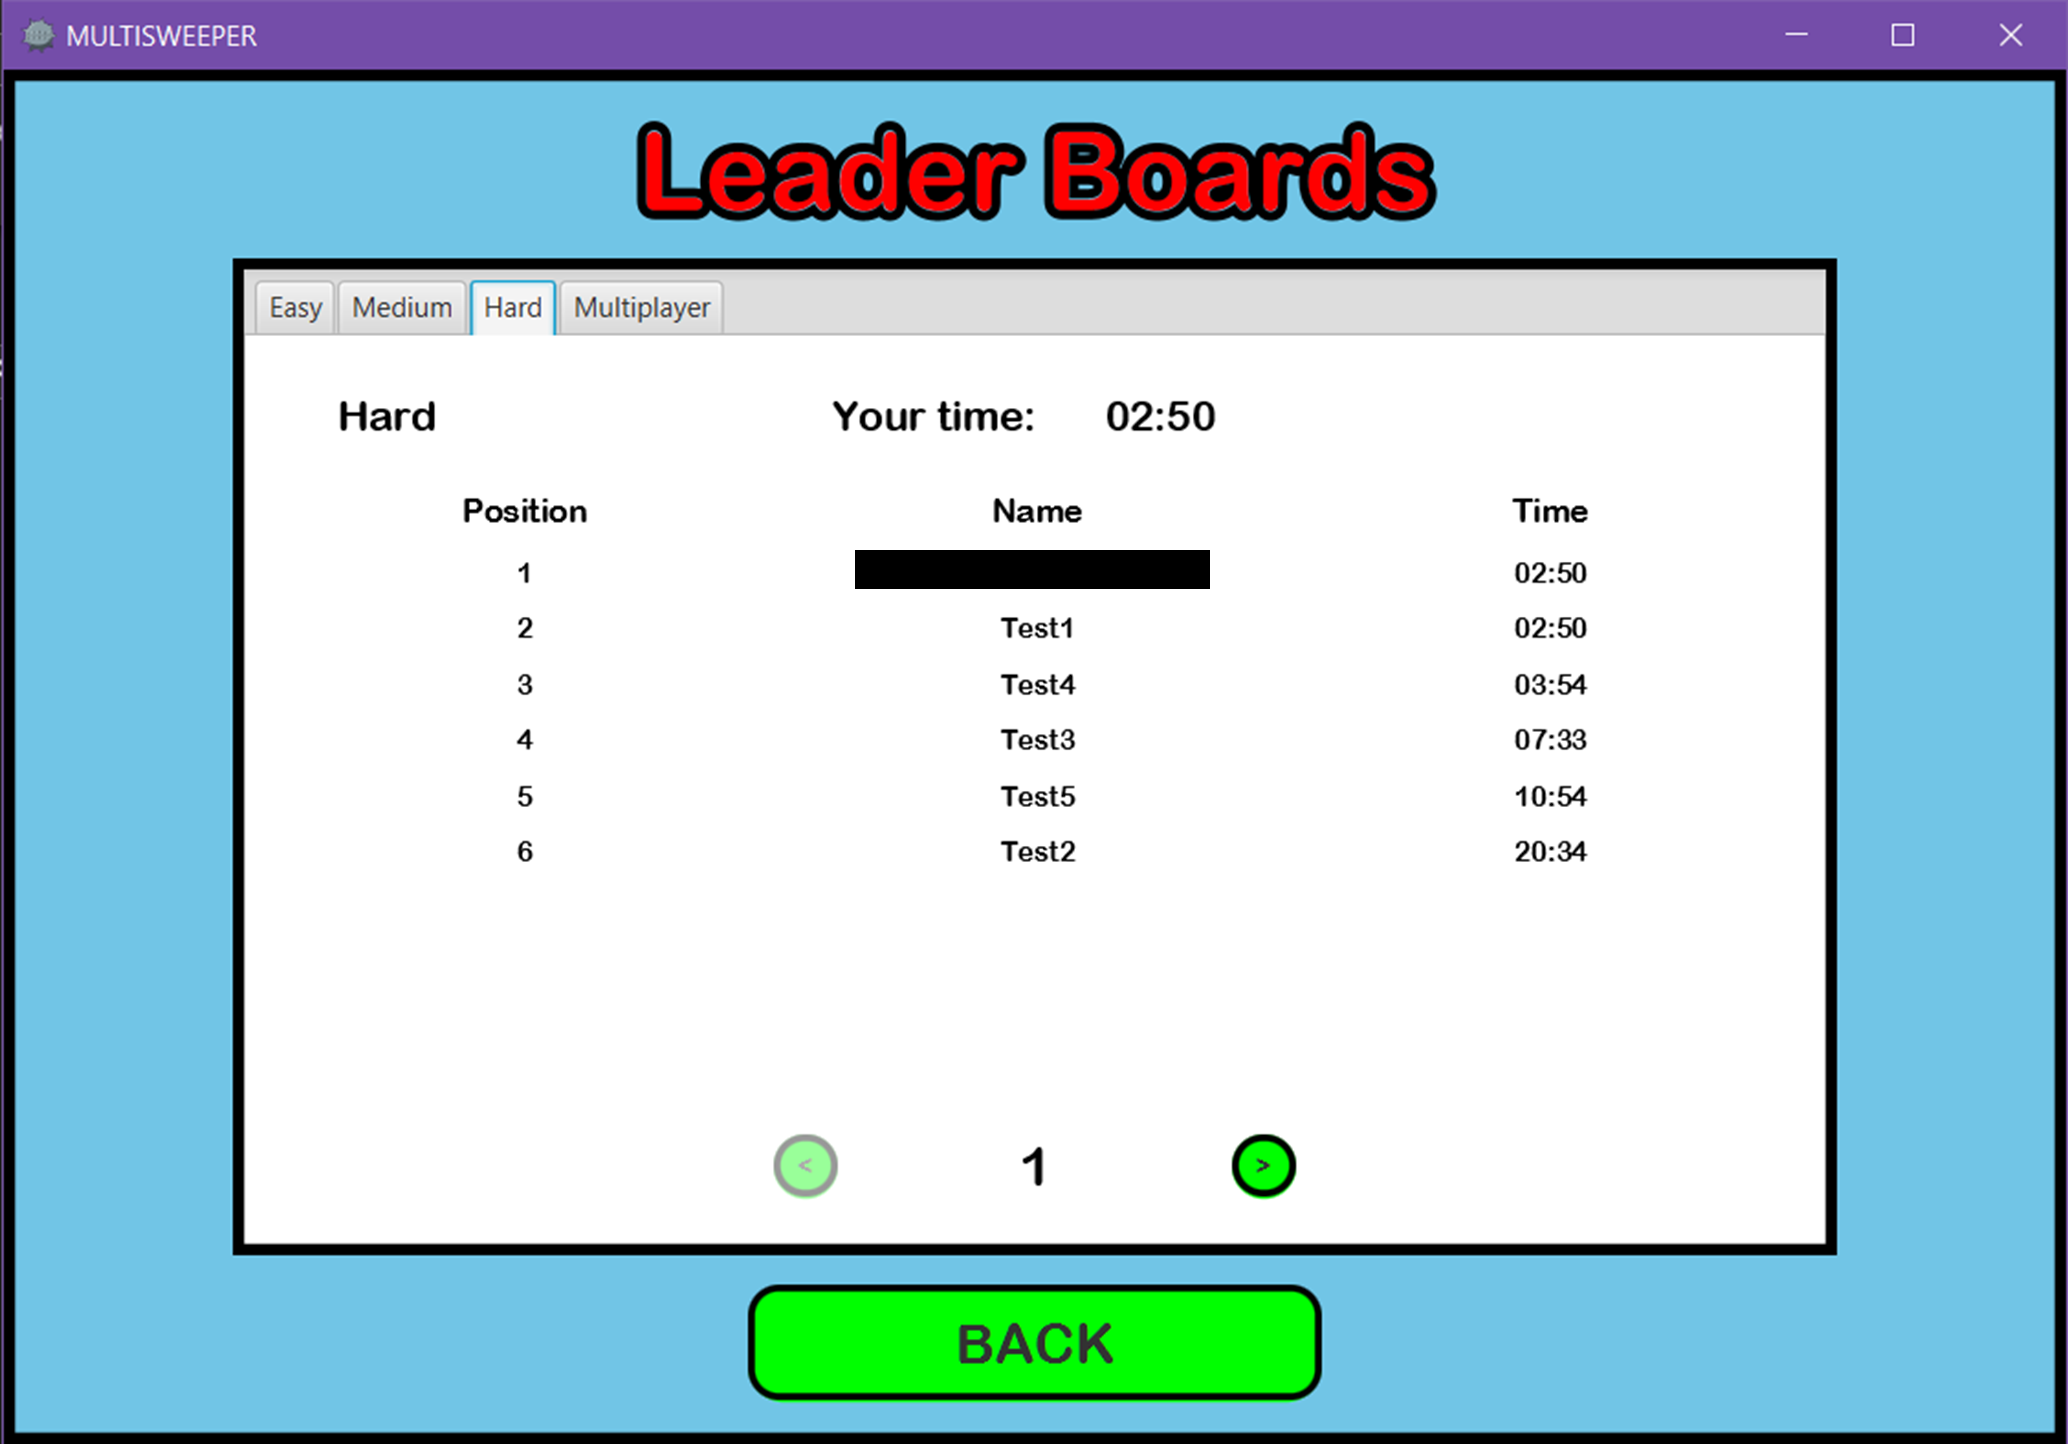 MULTISWEEPER
Leader Boards
Easy Medium Hard Multiplayer
Hard Your time: 02:50
Position Name Time
1 02:50
2 Test1 02:50
3 Test4 03:54
4 Test3 07:33
5 Test5 10:54
6 Test2 20:34
< 1 >
BACK